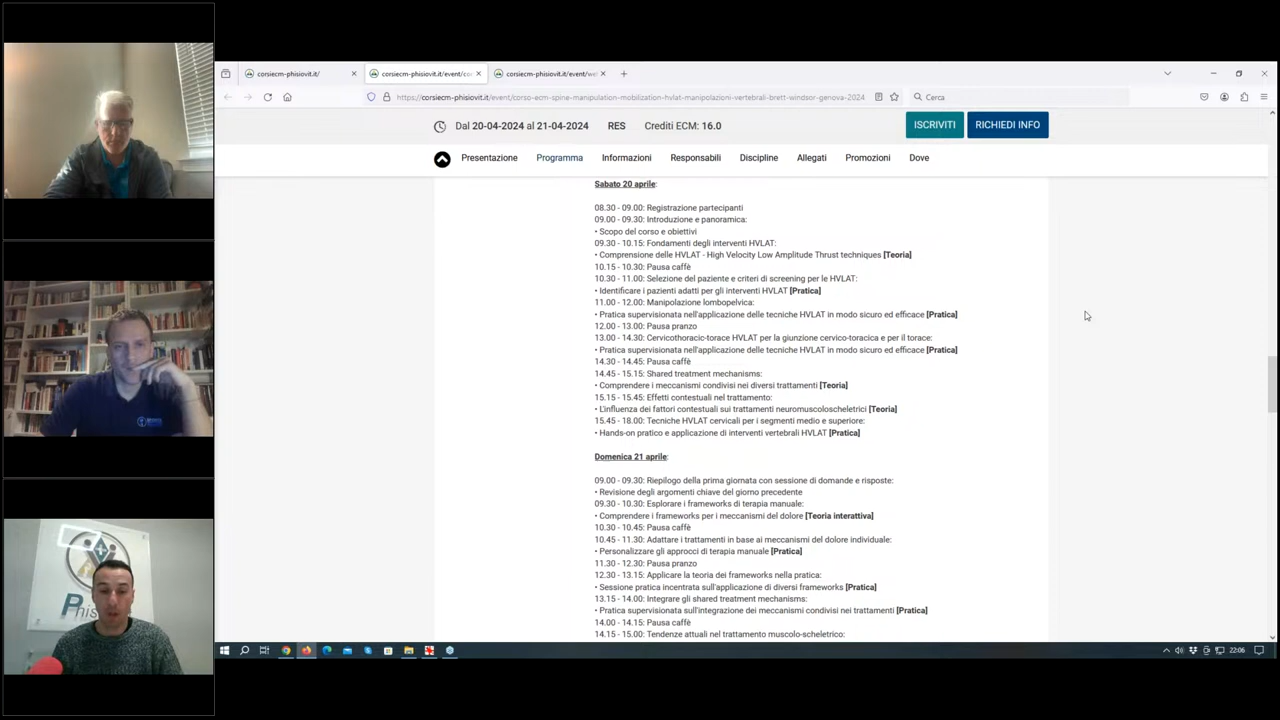 corsiecm-phisiovit.it/
corsiecm-phisiovit.it/event/co
corsiecm-phisiovit.it/event/we
https://corsiecm-phisiovit.it/event/corso-ecm-spine-manipulation-mobilization-hvlat-manipolazioni-vertebrali-brett-windsor-genova-2024
Cerca
Dal 20-04-2024 al 21-04-2024 RES Crediti ECM: 16.0
ISCRIVITI RICHIEDI INFO
Presentazione Programma Informazioni Responsabili Discipline Allegati Promozioni Dove
Sabato 20 aprile:
08.30 - 09.00: Registrazione partecipanti
09.00 - 09.30: Introduzione e panoramica:
• Scopo del corso e obiettivi
09.30 - 10.15: Fondamenti degli interventi HVLAT:
• Comprensione delle HVLAT - High Velocity Low Amplitude Thrust techniques [Teoria]
10.15 - 10.30: Pausa caffè
10.30 - 11.00: Selezione del paziente e criteri di screening per le HVLAT:
• Identificare i pazienti adatti per gli interventi HVLAT [Pratica]
11.00 - 12.00: Manipolazione lombopelvica:
• Pratica supervisionata nell'applicazione delle tecniche HVLAT in modo sicuro ed efficace [Pratica]
12.00 - 13.00: Pausa pranzo
13.00 - 14.30: Cervicothoracic-torace HVLAT per la giunzione cervico-toracica e per il torace:
• Pratica supervisionata nell'applicazione delle tecniche HVLAT in modo sicuro ed efficace [Pratica]
14.30 - 14.45: Pausa caffè
14.45 - 15.15: Shared treatment mechanisms:
• Comprendere i meccanismi condivisi nei diversi trattamenti [Teoria]
15.15 - 15.45: Effetti contestuali nel trattamento:
• L'influenza dei fattori contestuali sui trattamenti neuromuscoloscheletrici [Teoria]
15.45 - 18.00: Tecniche HVLAT cervicali per i segmenti medio e superiore:
• Hands-on pratico e applicazione di interventi vertebrali HVLAT [Pratica]
Domenica 21 aprile:
09.00 - 09.30: Riepilogo della prima giornata con sessione di domande e risposte:
• Revisione degli argomenti chiave del giorno precedente
09.30 - 10.30: Esplorare i frameworks di terapia manuale:
• Comprendere i frameworks per i meccanismi del dolore [Teoria interattiva]
10.30 - 10.45: Pausa caffè
10.45 - 11.30: Adattare i trattamenti in base ai meccanismi del dolore individuale:
• Personalizzare gli approcci di terapia manuale [Pratica]
11.30 - 12.30: Pausa pranzo
12.30 - 13.15: Applicare la teoria dei frameworks nella pratica:
• Sessione pratica incentrata sull'applicazione di diversi frameworks [Pratica]
13.15 - 14.00: Integrare gli shared treatment mechanisms:
• Pratica supervisionata sull'integrazione dei meccanismi condivisi nei trattamenti [Pratica]
14.00 - 14.15: Pausa caffè
14.15 - 15.00: Tendenze attuali nel trattamento muscolo-scheletrico:
22:06